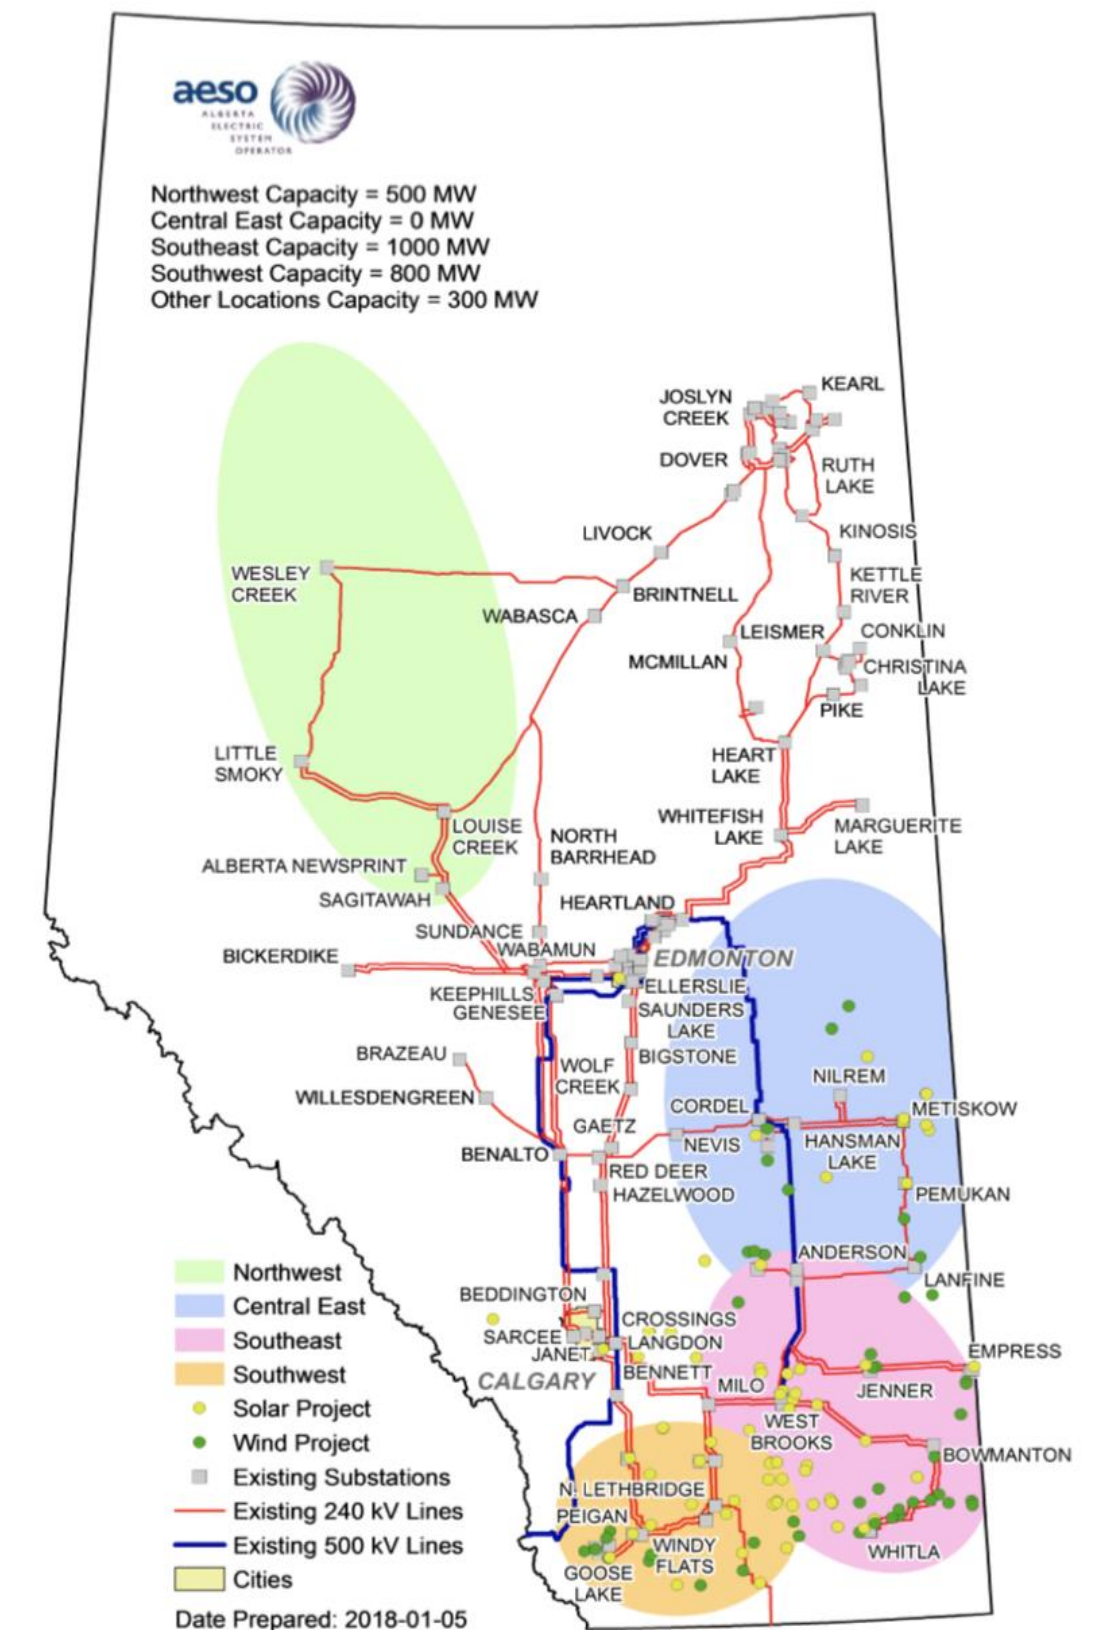 aeso
ALBERTA
ELECTRIC
SYSTEM
OPERATOR
Northwest Capacity = 500 MW
Central East Capacity = 0 MW
Southeast Capacity = 1000 MW
Southwest Capacity = 800 MW
Other Locations Capacity = 300 MW
KEARL
JOSLYN
CREEK
DOVER
RUTH
LAKE
LIVOCK
KINOSIS
WESLEY
CREEK
BRINTNELL
KETTLE
RIVER
WABASCA
LEISMER
CONKLIN
MCMILLAN
CHRISTINA
LAKE
PIKE
LITTLE
SMOKY
HEART
LAKE
WHITEFISH
LAKE
MARGUERITE
LAKE
LOUISE
CREEK
NORTH
BARRHEAD
ALBERTA NEWSPRINT
SAGITAWAH
HEARTLAND
SUNDANCE
WABAMUN
BICKERDIKE
EDMONTON
KEEPHILLS
GENESEE
ELLERSLIE
SAUNDERS
LAKE
BRAZEAU
BIGSTONE
WOLF
CREEK
NILREM
WILLESDENGREEN
CORDEL
METISKOW
GAETZ
NEVIS
HANSMAN
LAKE
BENALTO
RED DEER
HAZELWOOD
PEMUKAN
ANDERSON
LANFINE
BEDDINGTON
CROSSINGS
SARCEE
LANGDON
JANET
EMPRESS
BENNETT
CALGARY
MILO
JENNER
WEST
BROOKS
BOWMANTON
N. LETHBRIDGE
PEIGAN
WINDY
FLATS
WHITLA
GOOSE
LAKE
Northwest
Central East
Southeast
Southwest
Solar Project
Wind Project
Existing Substations
Existing 240 kV Lines
Existing 500 kV Lines
Cities
Date Prepared: 2018-01-05